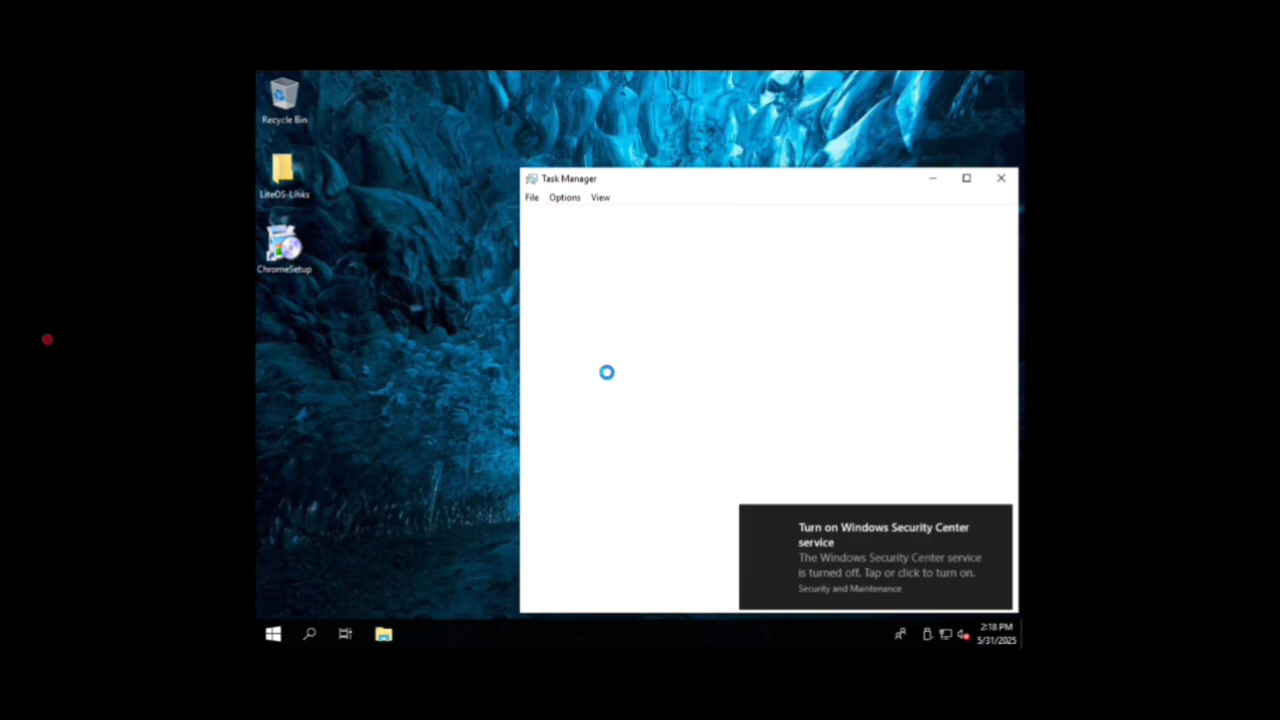 Recycle Bin
LiteOS-Links
ChromeSetup
Task Manager
File Options View
Turn on Windows Security Center
service
The Windows Security Center service
is turned off. Tap or click to turn on.
Security and Maintenance
2:18 PM
5/31/2025